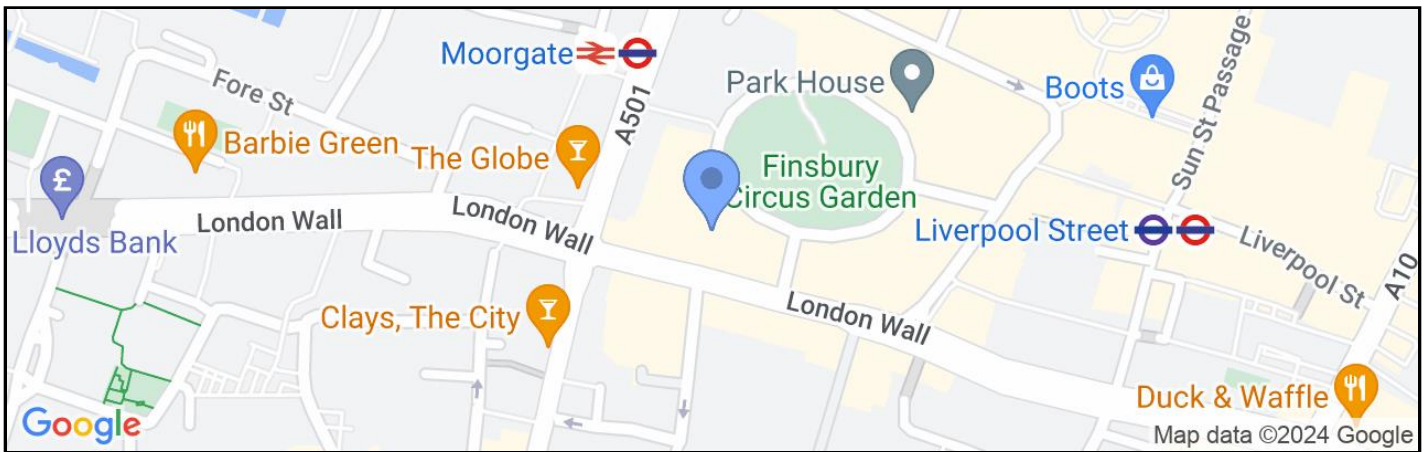 Moorgate
A501
Park House
Boots
Sun St Passage
Fore St
Barbie Green
The Globe
Finsbury
Circus Garden
£
Lloyds Bank
London Wall
London Wall
Liverpool Street
Liverpool St
A10
Clays, The City
London Wall
Duck & Waffle
Google
Map data ©2024 Google